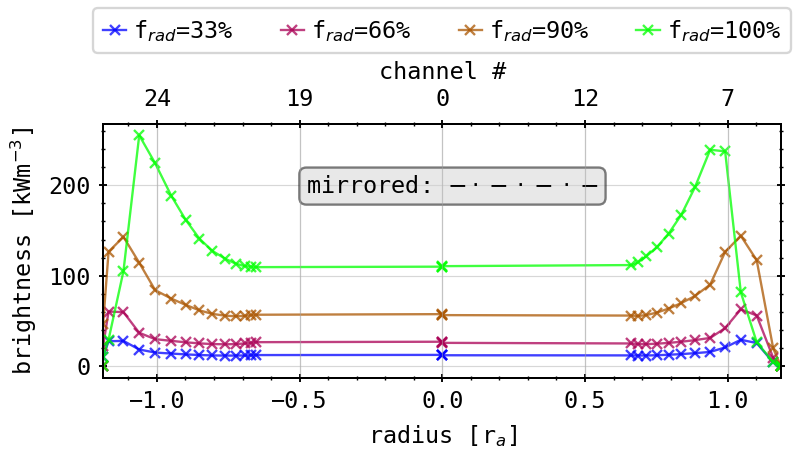 f_rad=33% f_rad=66% f_rad=90% f_rad=100%
channel #
24 19 0 12 7
brightness [kWm⁻³]
200
100
0
mirrored:
−1.0 −0.5 0.0 0.5 1.0
radius [r_a]